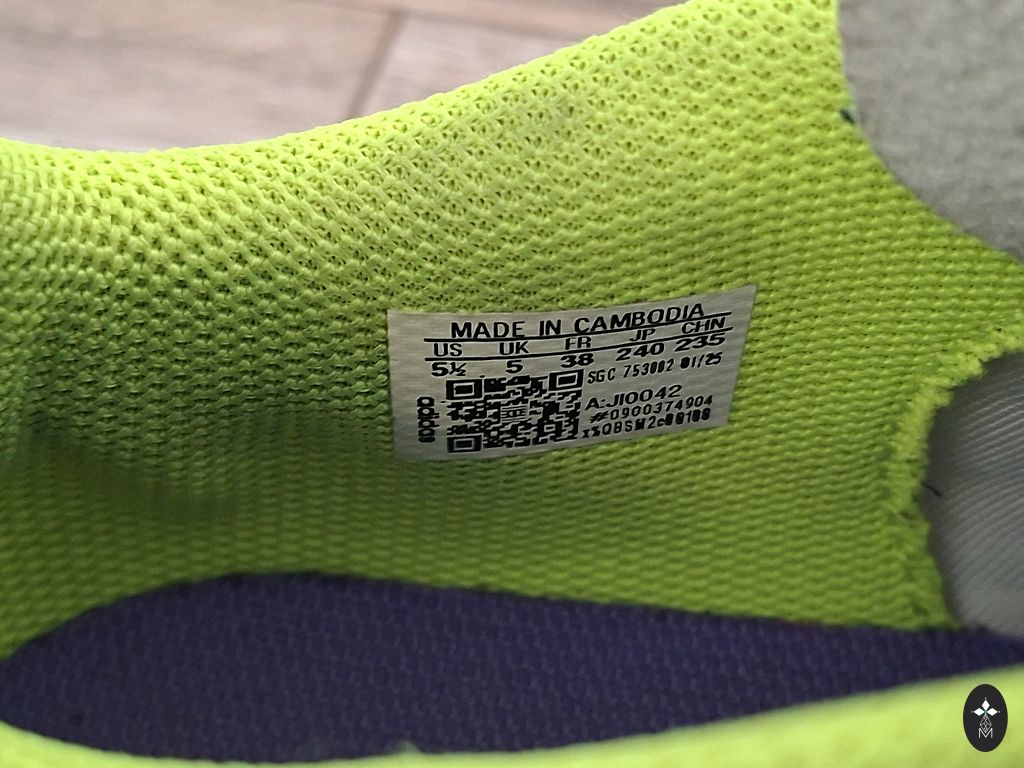 MADE IN CAMBODIA
US UK FR JP CHN
5½ 5 38 240 235
SGC 753002 01/25
A:JI0042
#0900374904
adidas
M